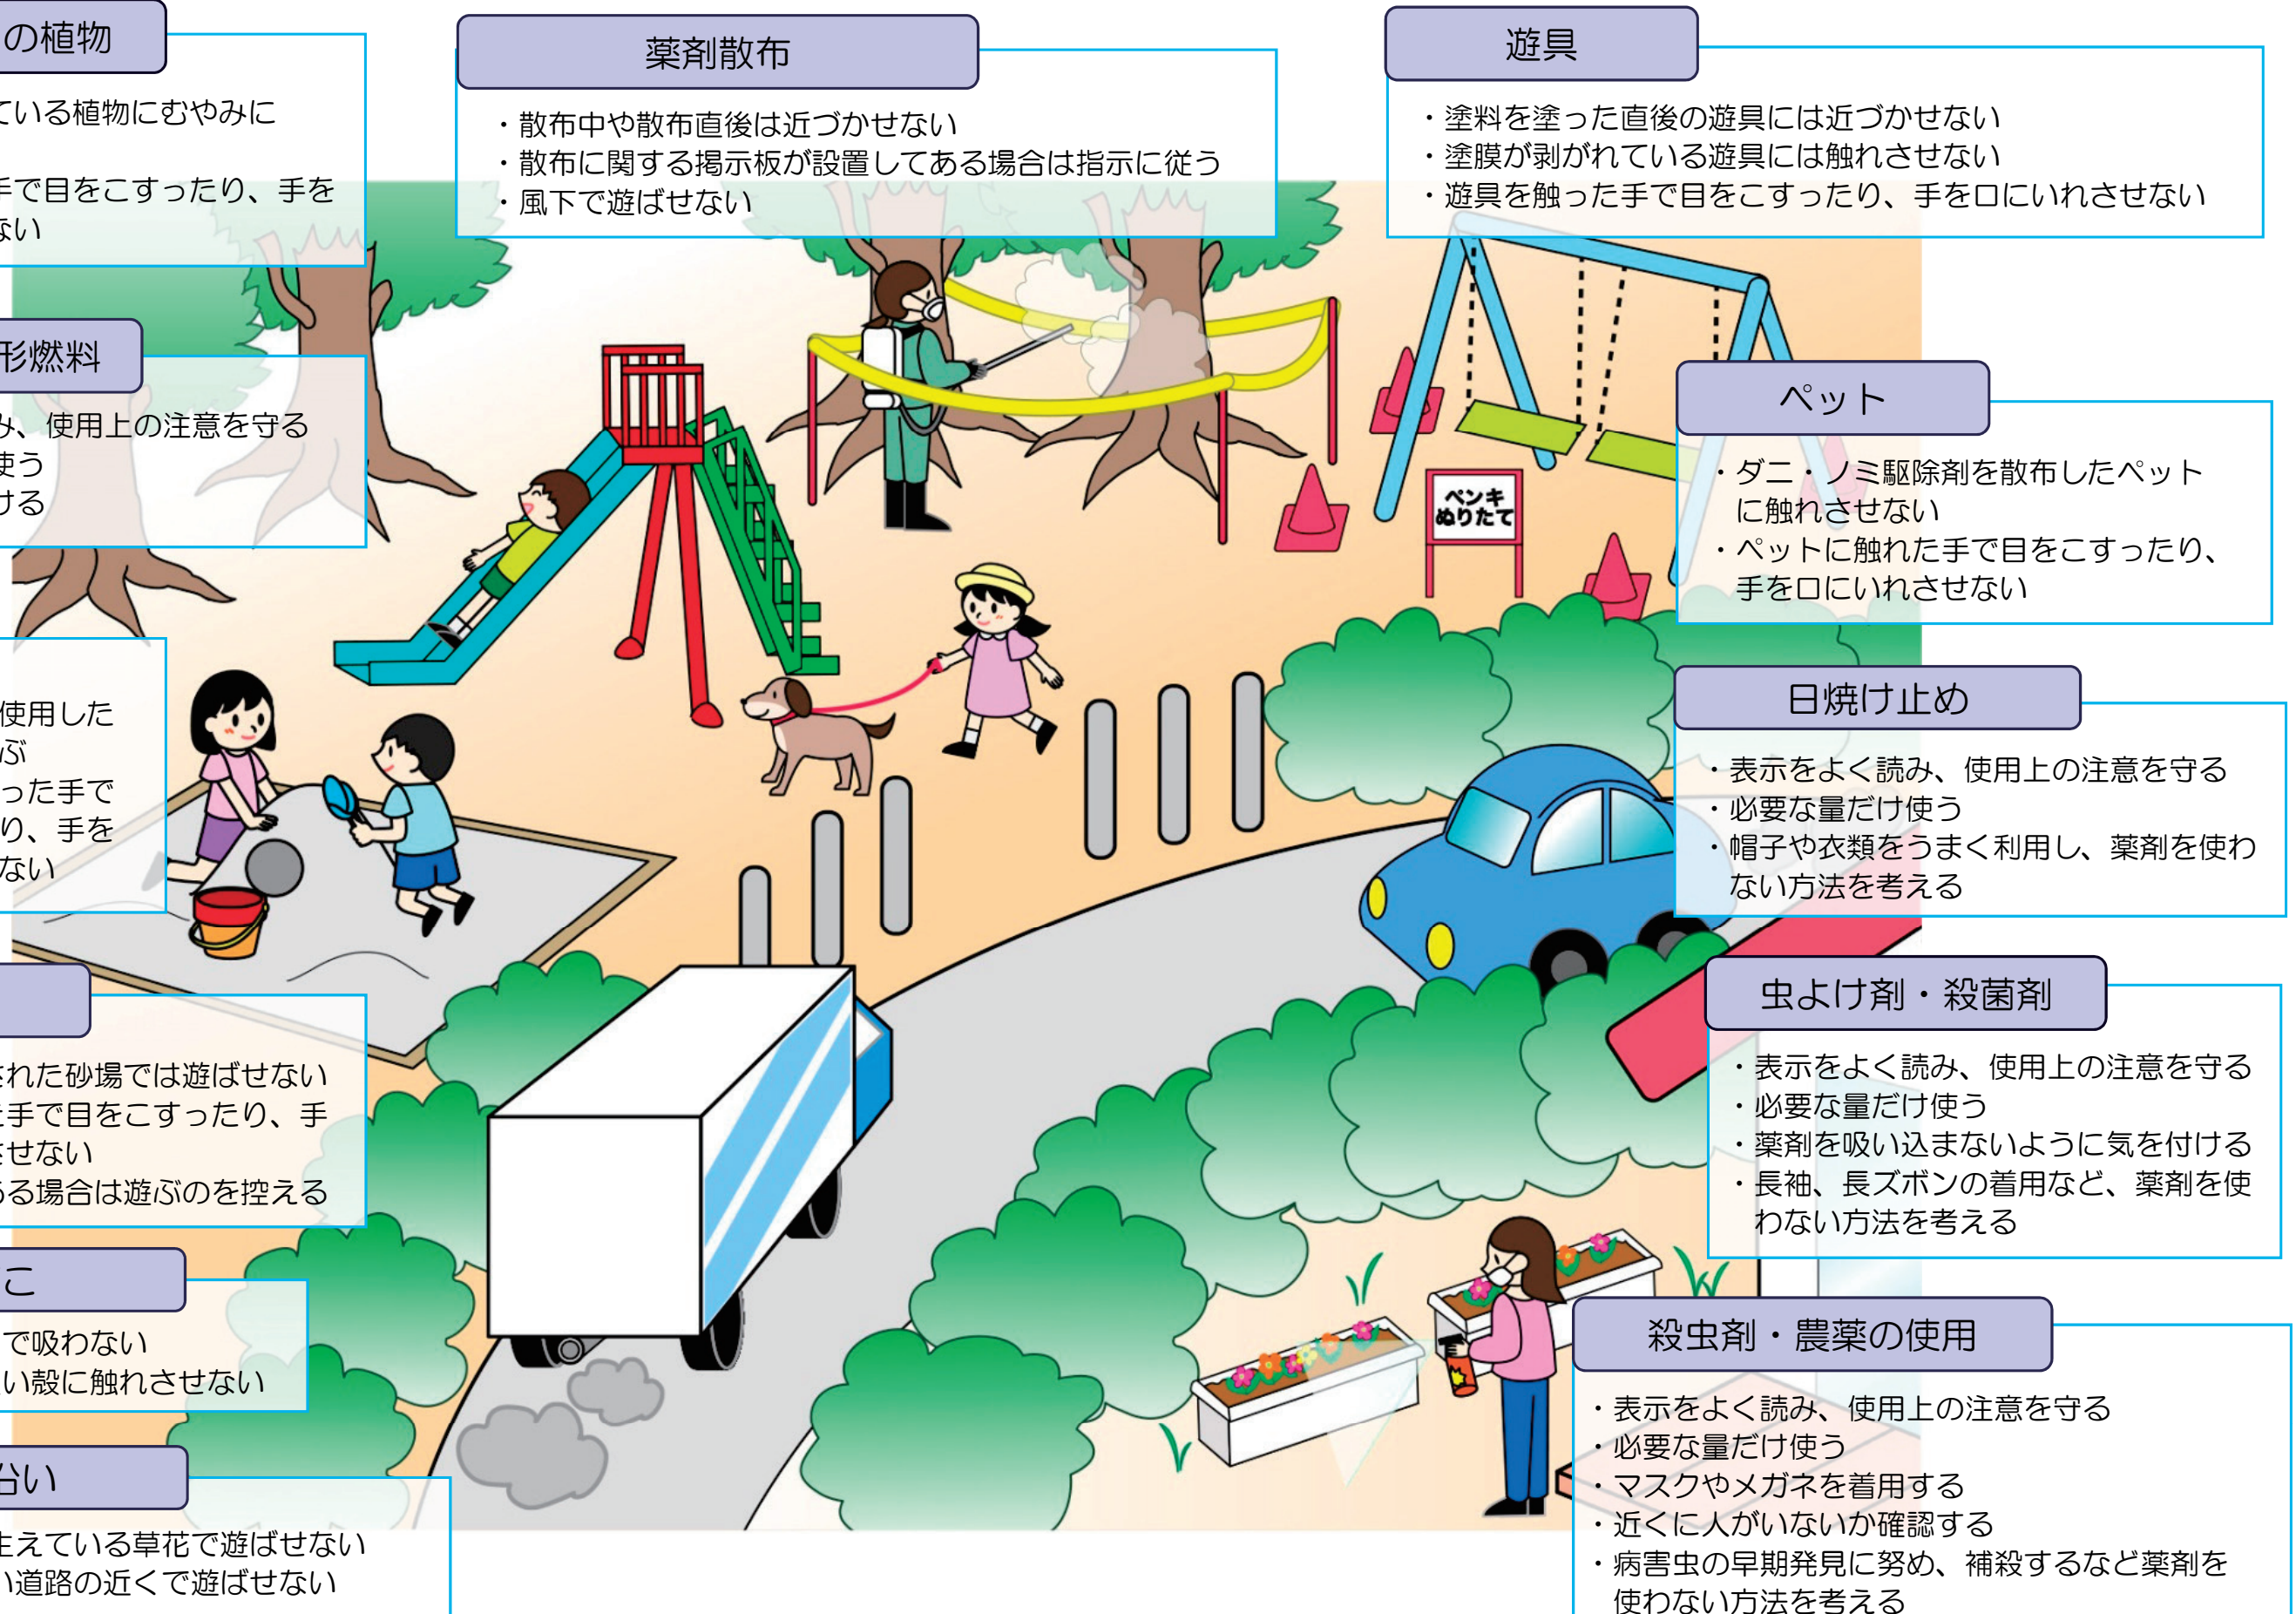 の植物
ている植物にむやみに
手で目をこすったり、手を
ない
薬剤散布
・散布中や散布直後は近づかせない
・散布に関する掲示板が設置してある場合は指示に従う
・風下で遊ばせない
遊具
・塗料を塗った直後の遊具には近づかせない
・塗膜が剥がれている遊具には触れさせない
・遊具を触った手で目をこすったり、手を口にいれさせない
形燃料
み、使用上の注意を守る
使う
ける
ペンキ
ぬりたて
ペット
・ダニ・ノミ駆除剤を散布したペット
に触れさせない
・ペットに触れた手で目をこすったり、
手を口にいれさせない
使用した
ぶ
った手で
り、手を
ない
日焼け止め
・表示をよく読み、使用上の注意を守る
・必要な量だけ使う
・帽子や衣類をうまく利用し、薬剤を使わ
ない方法を考える
された砂場では遊ばせない
た手で目をこすったり、手
させない
ある場合は遊ぶのを控える
虫よけ剤・殺菌剤
・表示をよく読み、使用上の注意を守る
・必要な量だけ使う
・薬剤を吸い込まないように気を付ける
・長袖、長ズボンの着用など、薬剤を使
わない方法を考える
こ
で吸わない
い殻に触れさせない
沿い
生えている草花で遊ばせない
い道路の近くで遊ばせない
殺虫剤・農薬の使用
・表示をよく読み、使用上の注意を守る
・必要な量だけ使う
・マスクやメガネを着用する
・近くに人がいないか確認する
・病害虫の早期発見に努め、補殺するなど薬剤を
使わない方法を考える